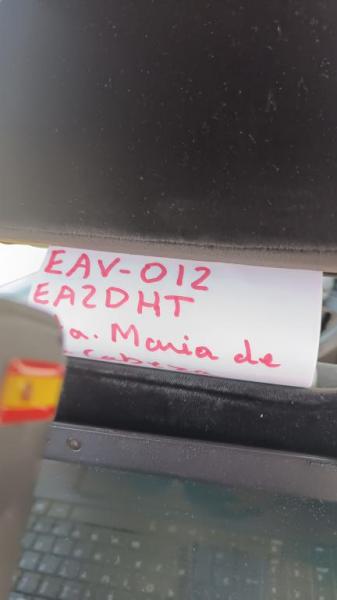 EAV-012
EA2DHT
a. Maria de